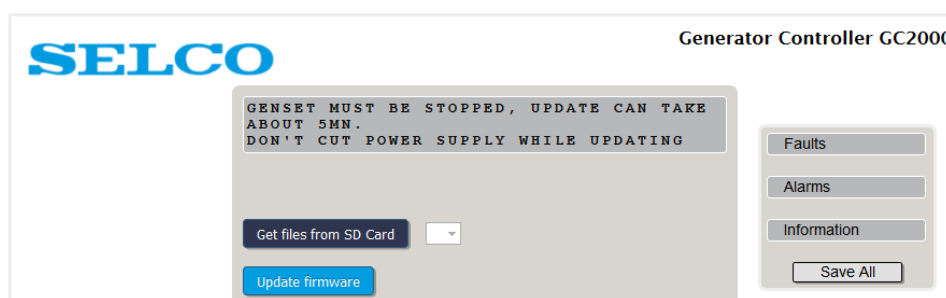 SELCO
Generator Controller GC2000
GENSET MUST BE STOPPED, UPDATE CAN TAKE
ABOUT 5MN.
DON'T CUT POWER SUPPLY WHILE UPDATING
Faults
Alarms
Get files from SD Card
Information
Update firmware
Save All